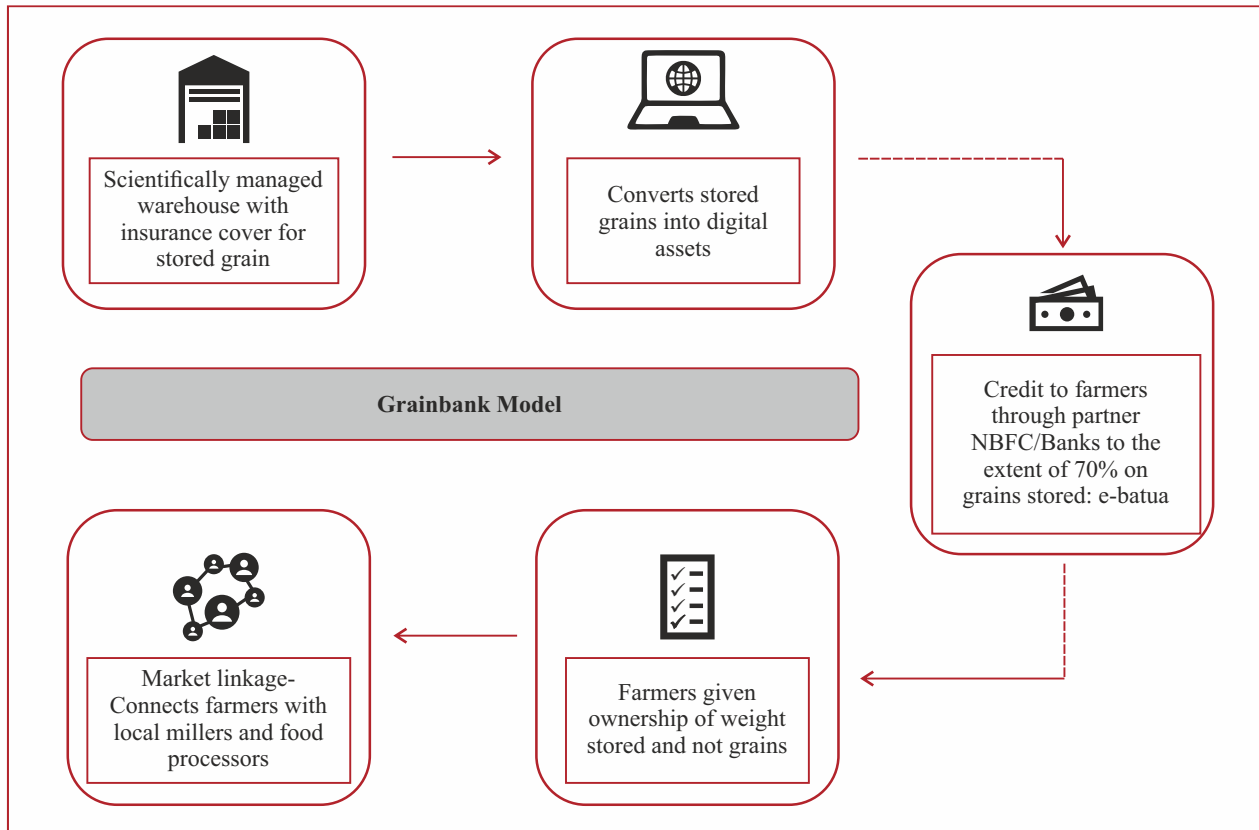 Scientifically managed
warehouse with
insurance cover for
stored grain
Converts stored
grains into digital
assets
Credit to farmers
through partner
NBFC/Banks to the
extent of 70% on
grains stored: e-batua
Grainbank Model
Farmers given
ownership of weight
stored and not grains
Market linkage-
Connects farmers with
local millers and food
processors